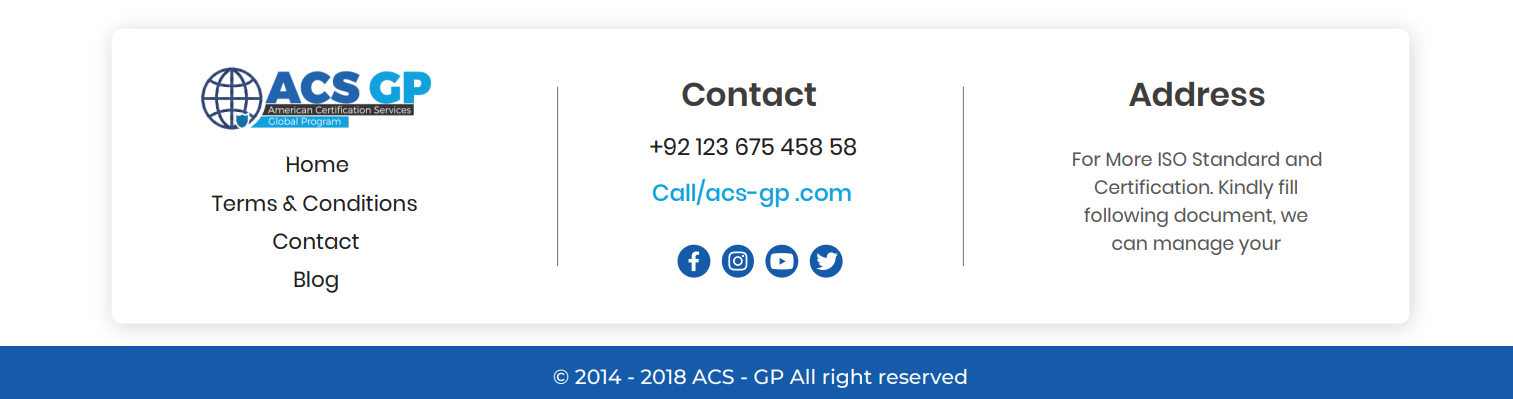 ACS GP
American Certification Services
Global Program
Home
Terms & Conditions
Contact
Blog
Contact
+92 123 675 458 58
Call/acs-gp .com
Address
For More ISO Standard and
Certification. Kindly fill
following document, we
can manage your
© 2014 - 2018 ACS - GP All right reserved